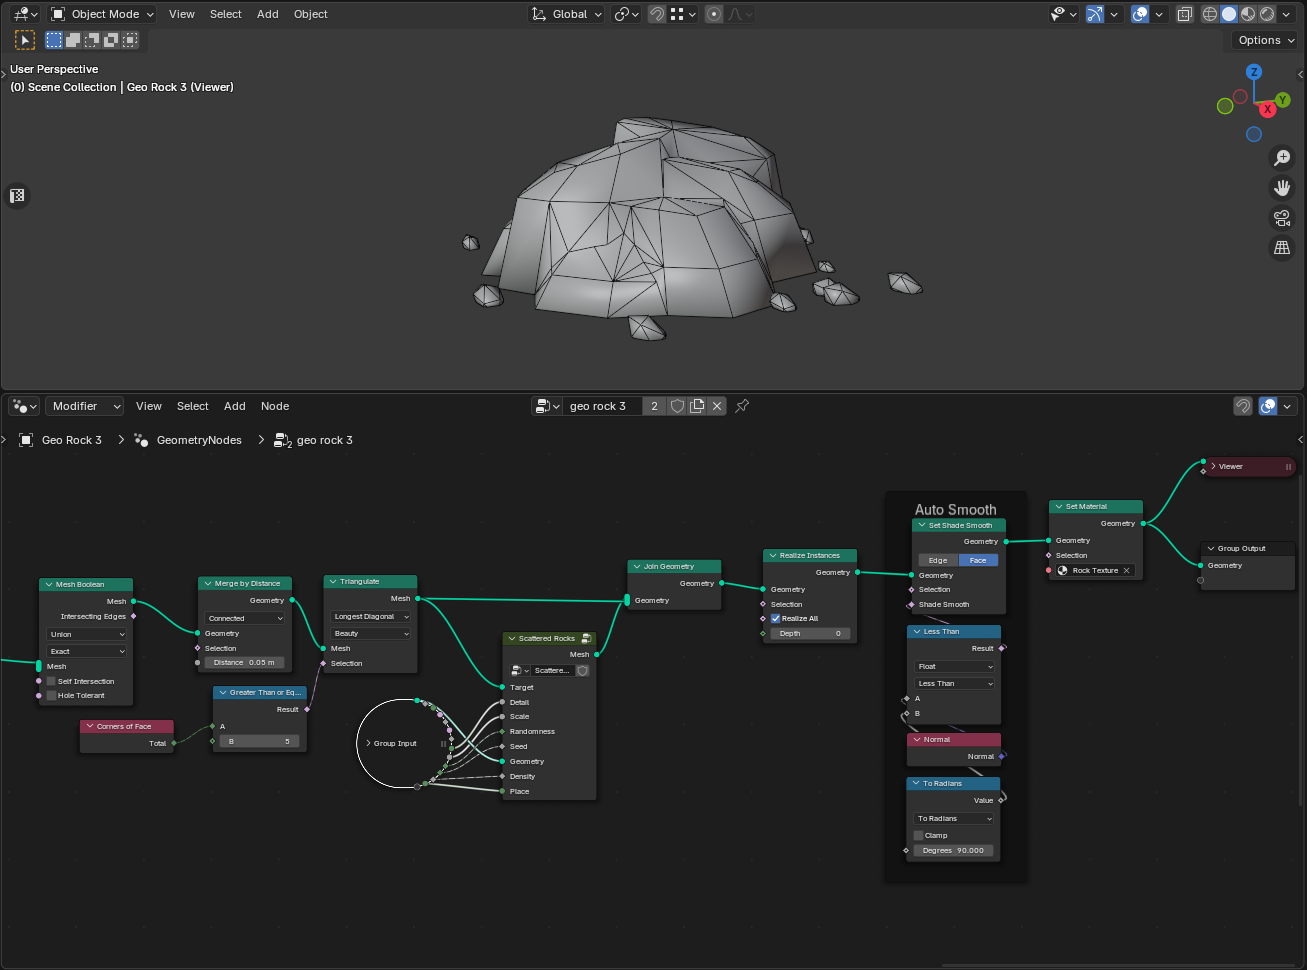 Object Mode View Select Add Object Global
Options
User Perspective
(0) Scene Collection | Geo Rock 3 (Viewer)
Z
Y
X
Modifier View Select Add Node geo rock 3 2
Geo Rock 3 GeometryNodes 2 geo rock 3
Viewer
Auto Smooth
Set Shade Smooth
Geometry
Edge Face
Geometry
Selection
Shade Smooth
Set Material
Geometry
Geometry
Selection
Rock Texture
Group Output
Geometry
Mesh Boolean
Mesh
Intersecting Edges
Union
Exact
Mesh
Self Intersection
Hole Tolerant
Merge by Distance
Geometry
Connected
Geometry
Selection
Distance 0.05 m
Triangulate
Mesh
Longest Diagonal
Beauty
Mesh
Selection
Join Geometry
Geometry
Geometry
Realize Instances
Geometry
Geometry
Selection
Realize All
Depth 0
Scattered Rocks
Mesh
Scattere...
Target
Detail
Scale
Randomness
Seed
Geometry
Density
Place
Greater Than or Eq...
Result
A
B 5
Corners of Face
Total
Group Input
Less Than
Result
Float
Less Than
A
B
Normal
Normal
To Radians
Value
To Radians
Clamp
Degrees 90.000